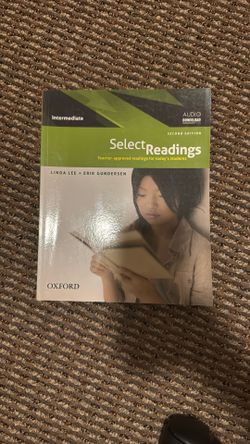 Intermediate
AUDIO
DOWNLOAD
SECOND EDITION
Select Readings
Teacher-approved readings for today's students
LINDA LEE + ERIK GUNDERSEN
OXFORD